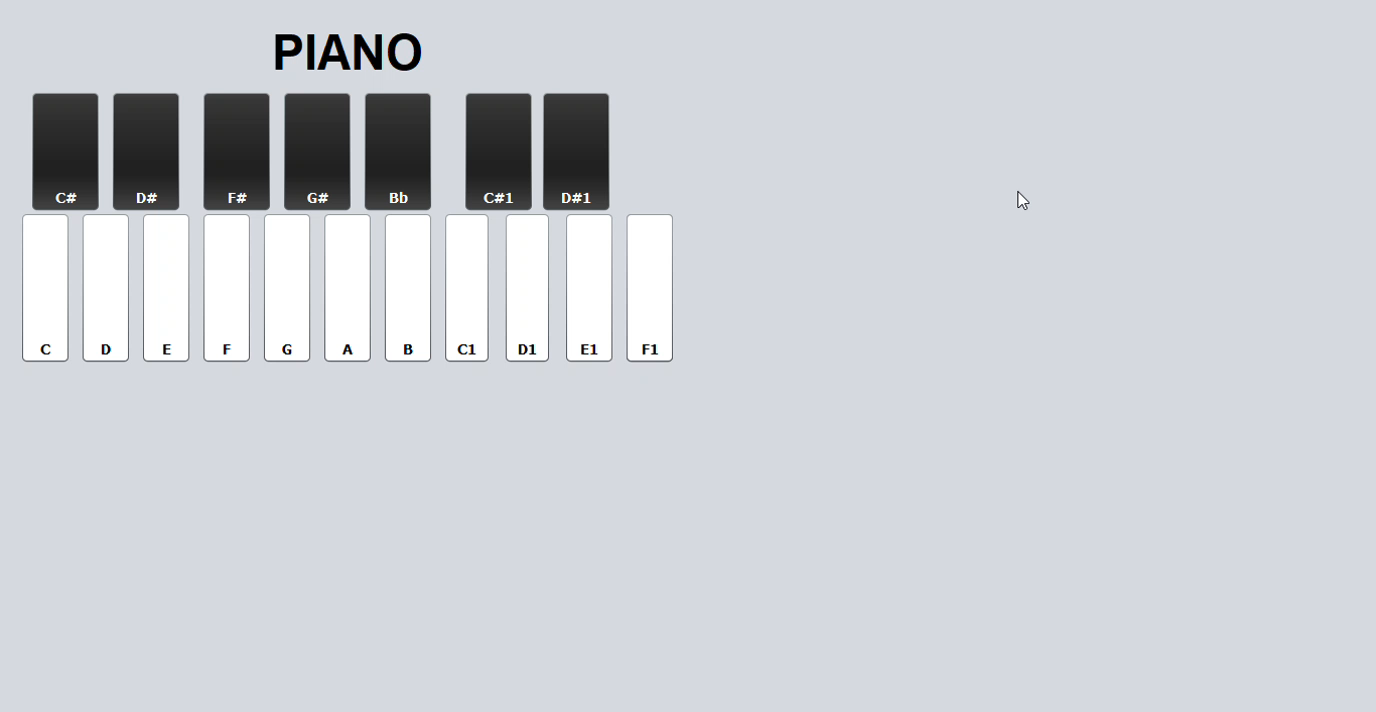 PIANO
C# D# F# G# Bb C#1 D#1
C D E F G A B C1 D1 E1 F1